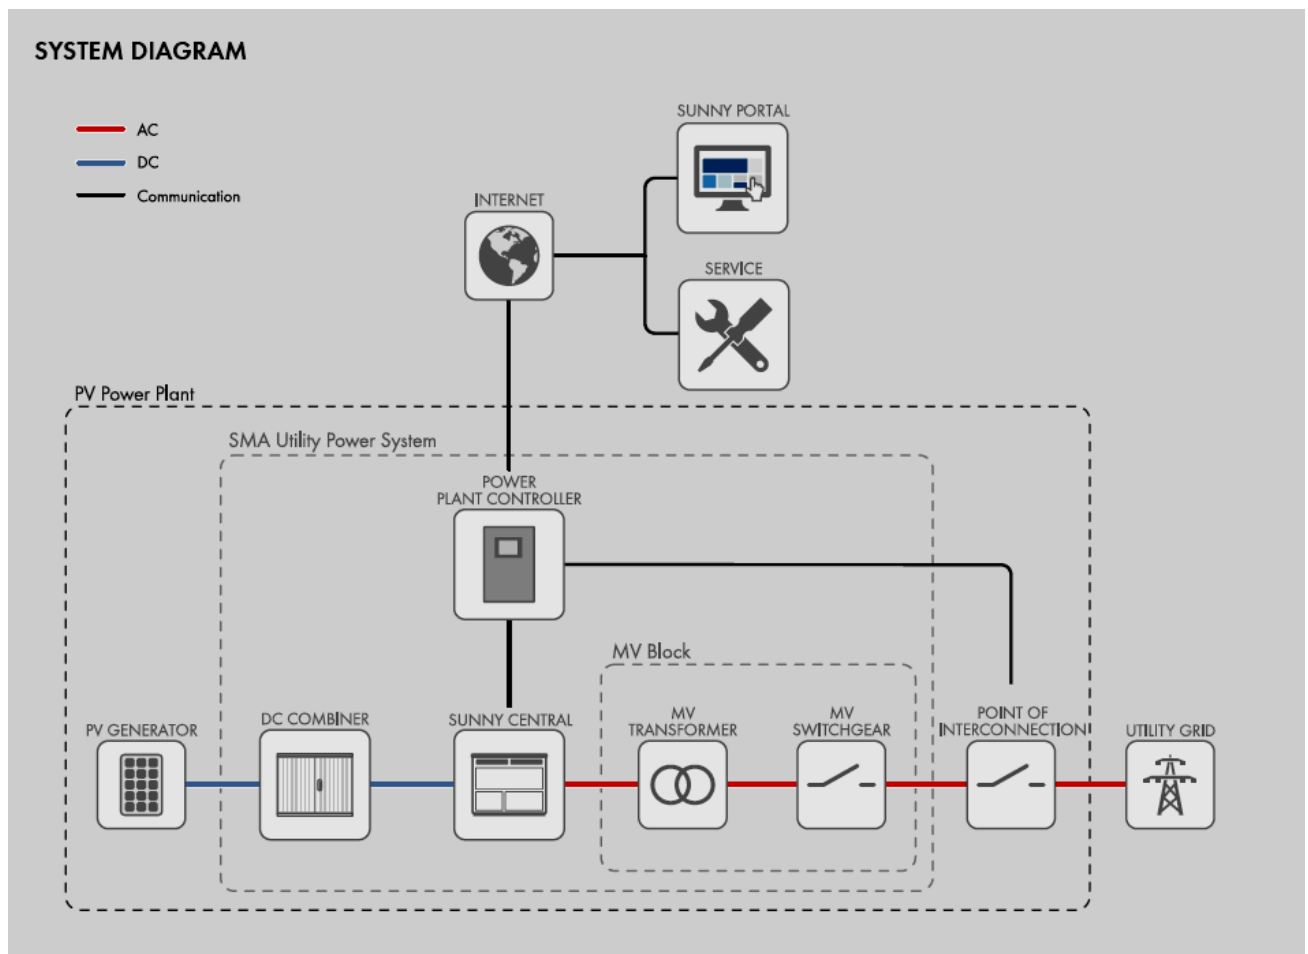 SYSTEM DIAGRAM
AC
DC
Communication
SUNNY PORTAL
INTERNET
SERVICE
PV Power Plant
SMA Utility Power System
POWER
PLANT CONTROLLER
MV Block
PV GENERATOR
DC COMBINER
SUNNY CENTRAL
MV
TRANSFORMER
MV
SWITCHGEAR
POINT OF
INTERCONNECTION
UTILITY GRID